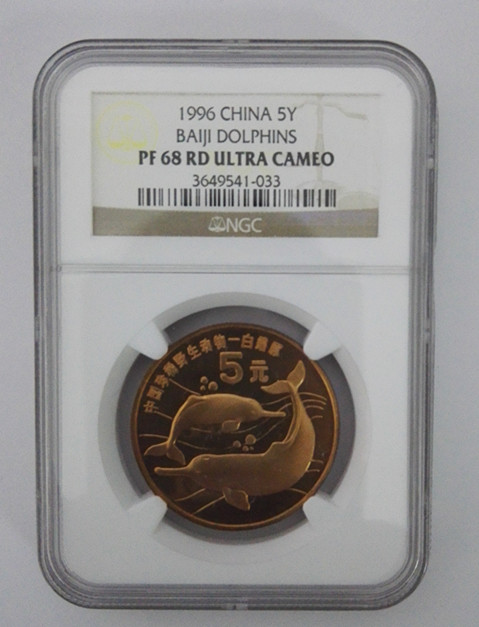 1996 CHINA 5Y
BAIJI DOLPHINS
PF 68 RD ULTRA CAMEO
3649541-033
NGC
中国珍稀野生动物—白鱀豚
5元